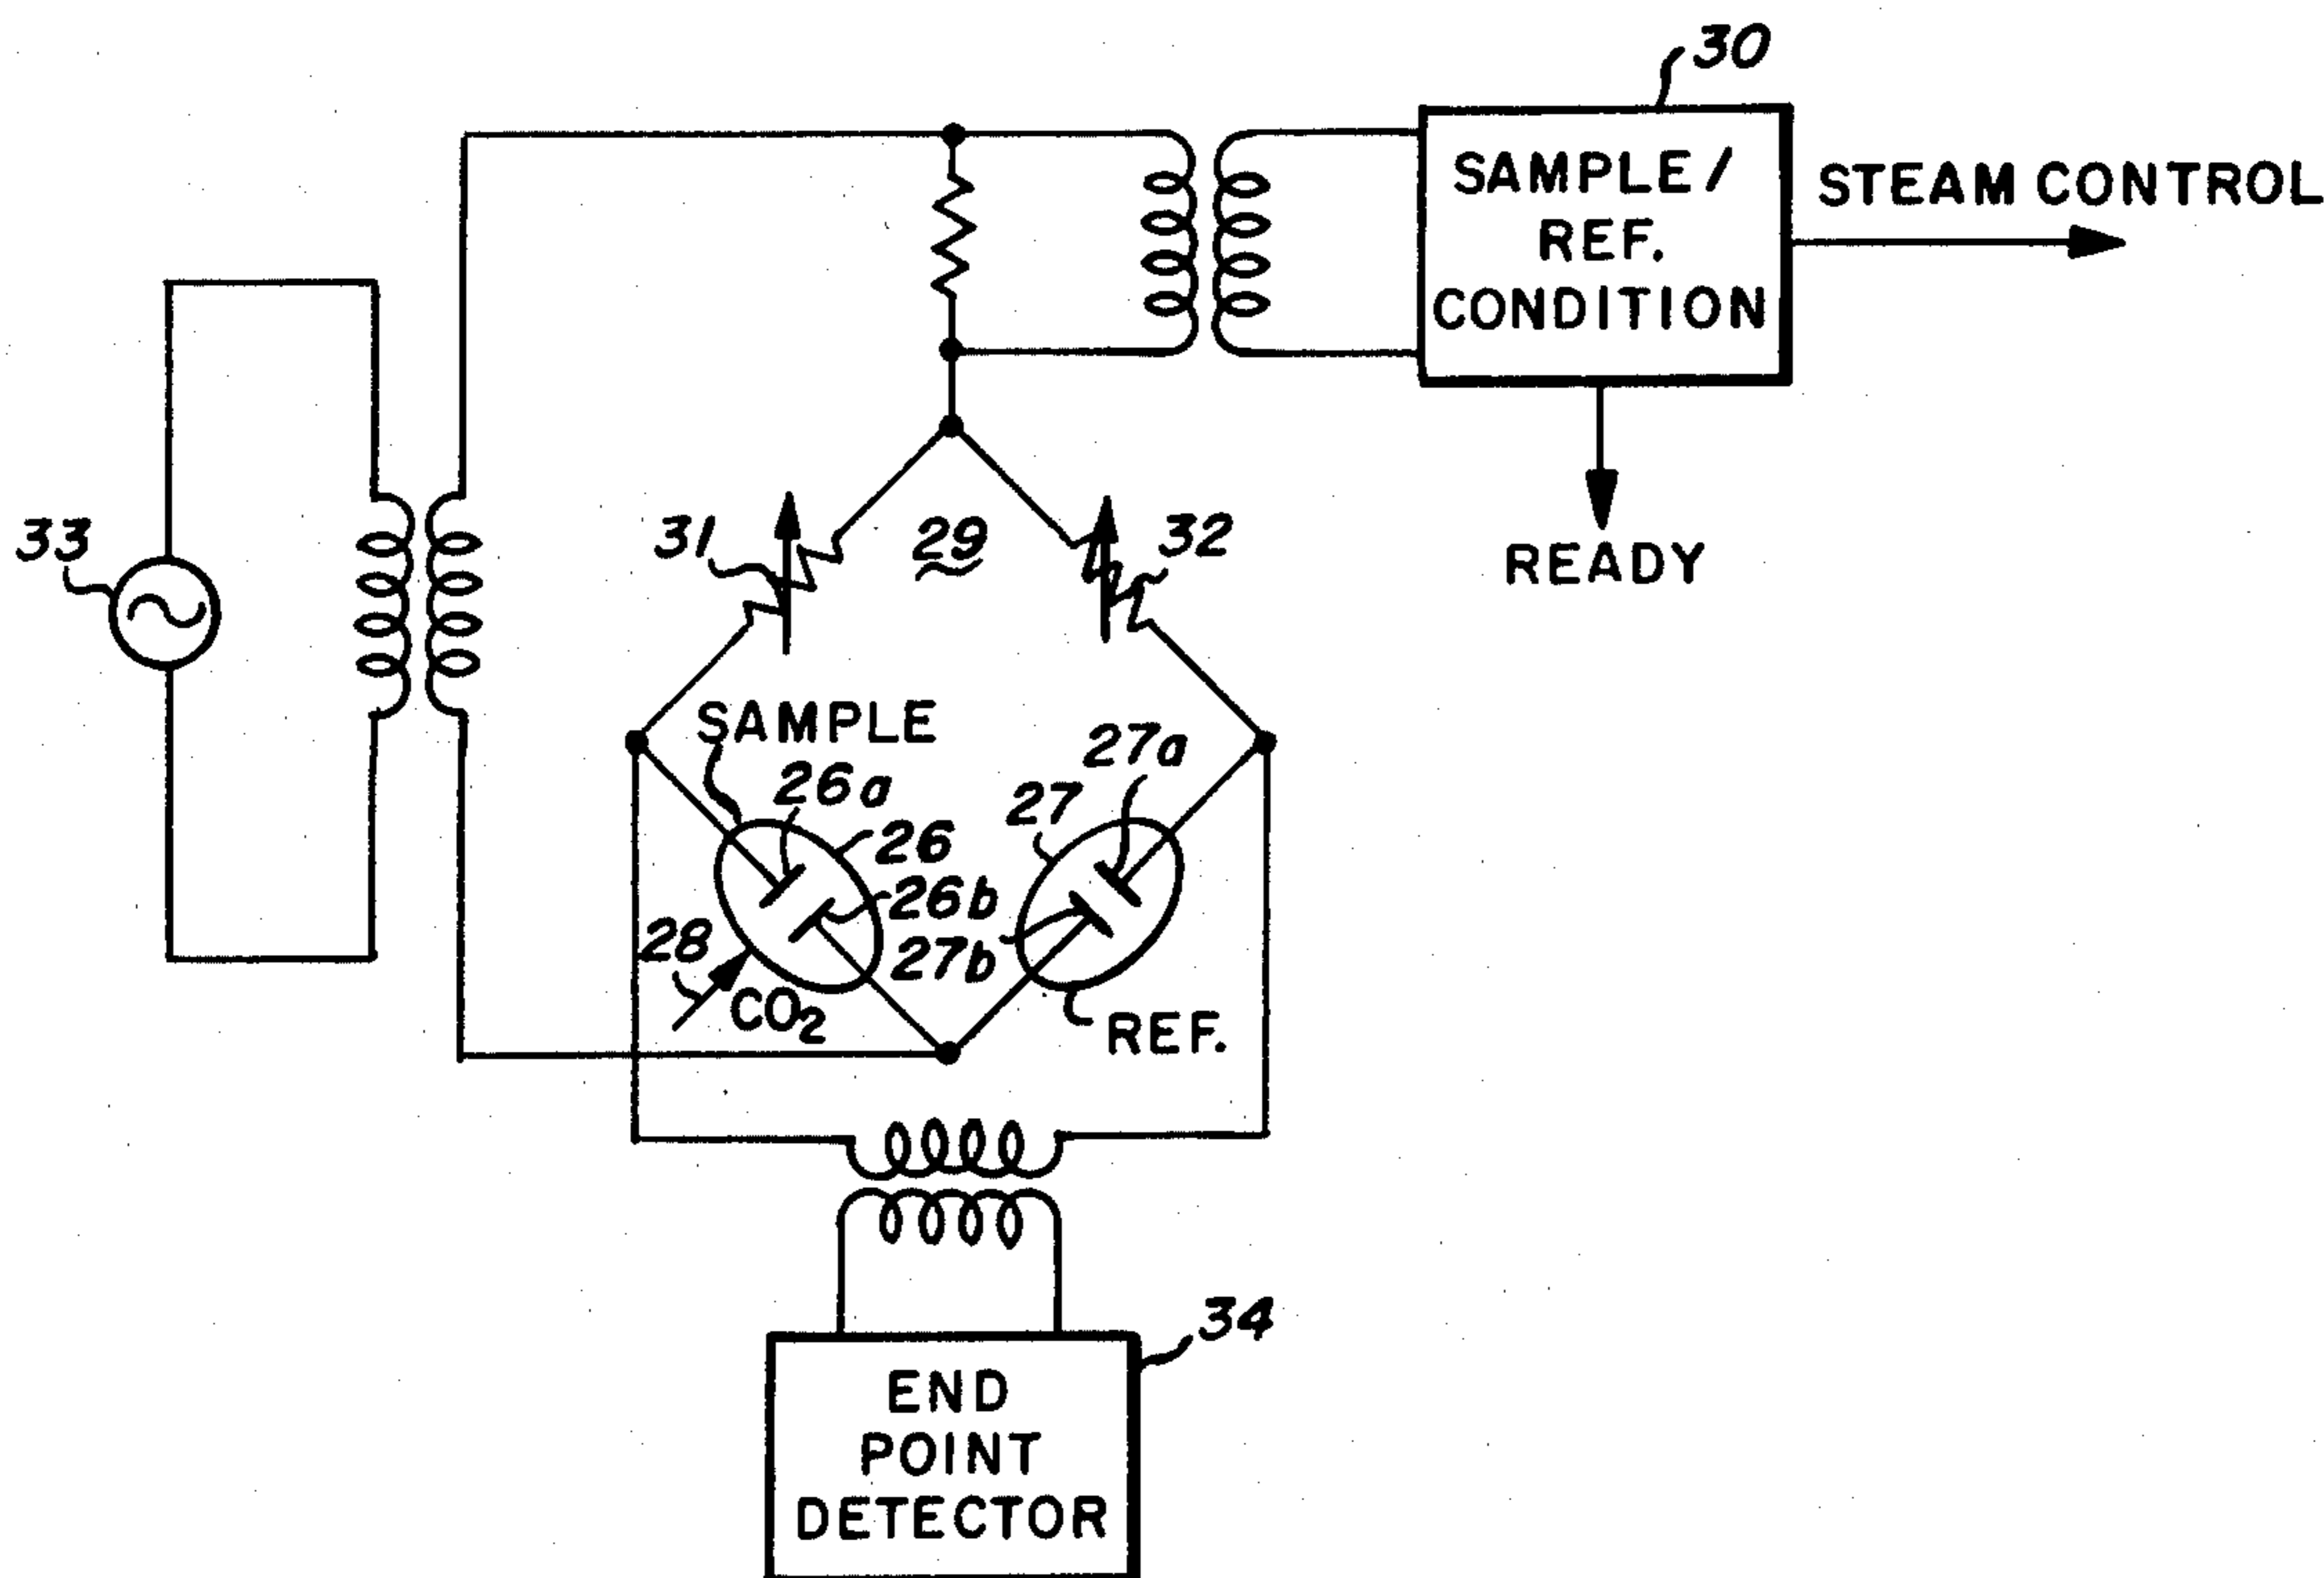 30
SAMPLE/
REF.
CONDITION
STEAM CONTROL
READY
33
31
29
32
SAMPLE
26a
26
26b
27a
27
27b
28
CO₂
REF.
34
END
POINT
DETECTOR